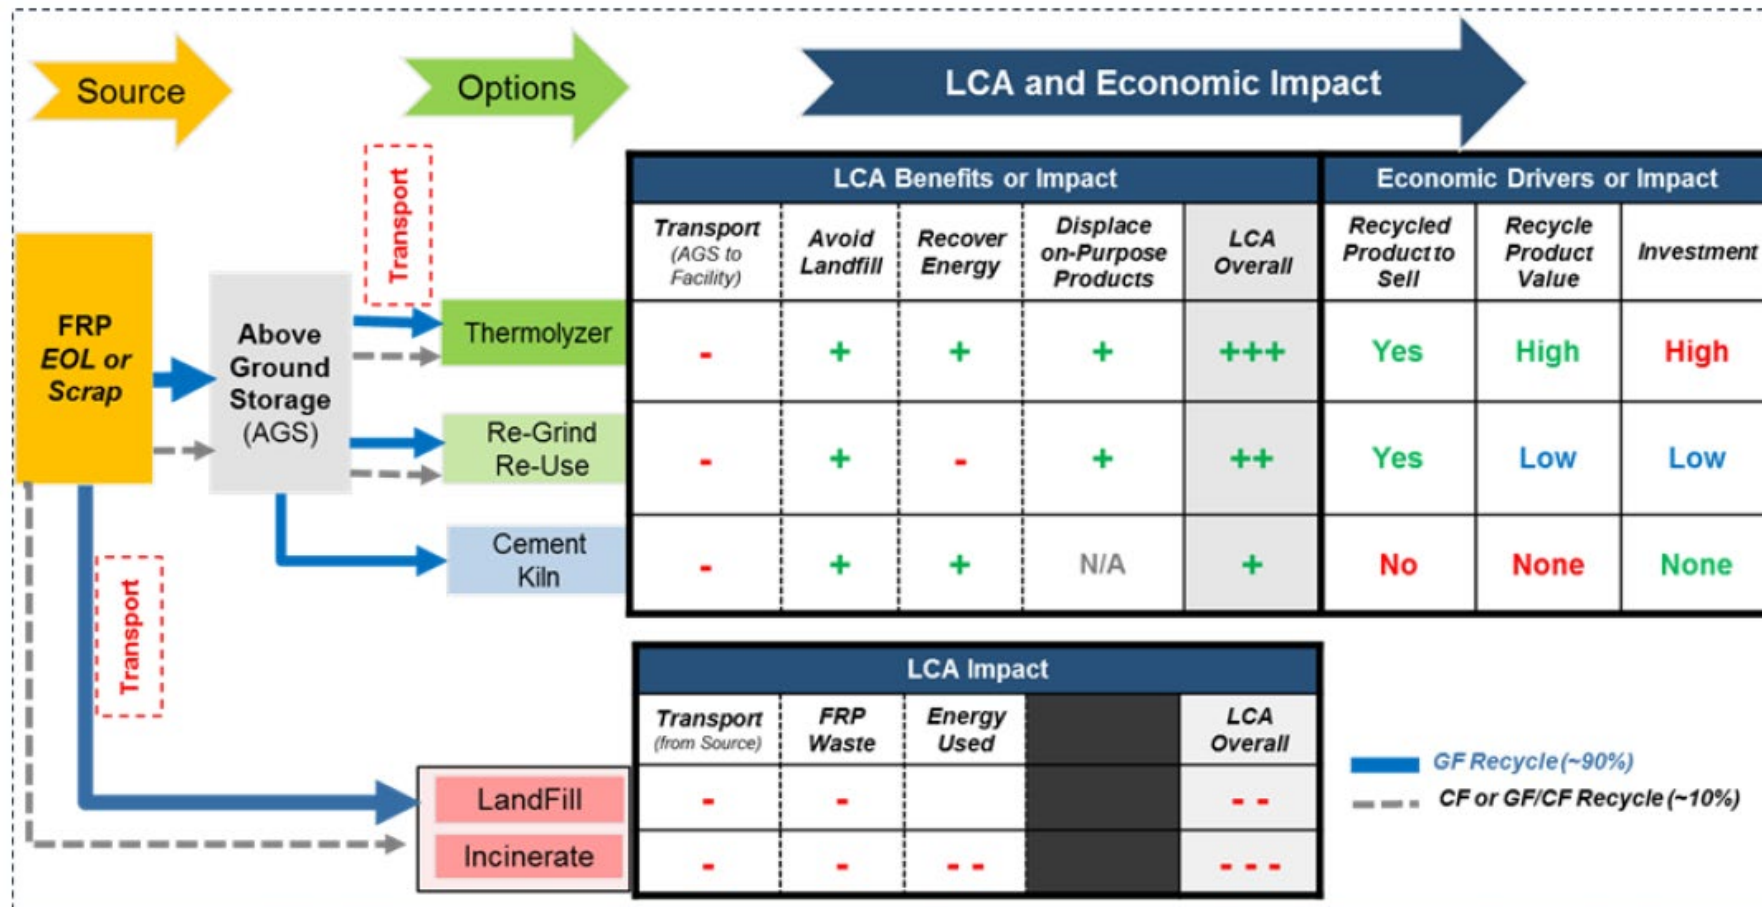 Source
Options
LCA and Economic Impact
Transport
LCA Benefits or Impact
Economic Drivers or Impact
Transport
(AGS to
Facility)
Avoid
Landfill
Recover
Energy
Displace
on-Purpose
Products
LCA
Overall
Recycled
Product to
Sell
Recycle
Product
Value
Investment
FRP
EOL or
Scrap
Above
Ground
Storage
(AGS)
Thermolyzer
- + + + +++ Yes High High
Re-Grind
Re-Use
- + - + ++ Yes Low Low
Cement
Kiln
- + + N/A + No None None
Transport
LCA Impact
Transport
(from Source)
FRP
Waste
Energy
Used
LCA
Overall
LandFill
- - - -
Incinerate
- - - - - - -
GF Recycle (~90%)
CF or GF/CF Recycle (~10%)